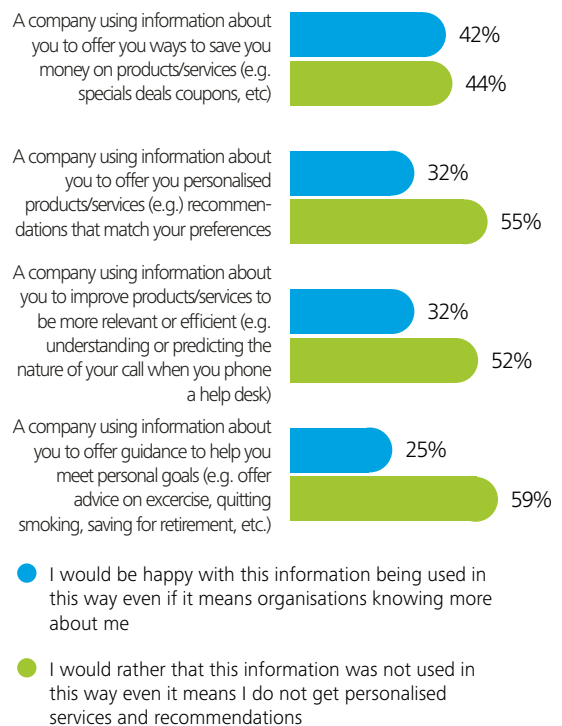 A company using information about
you to offer you ways to save you
money on products/services (e.g.
specials deals coupons, etc)
42%
44%
A company using information about
you to offer you personalised
products/services (e.g.) recommen-
dations that match your preferences
32%
55%
A company using information about
you to improve products/services to
be more relevant or efficient (e.g.
understanding or predicting the
nature of your call when you phone
a help desk)
32%
52%
A company using information about
you to offer guidance to help you
meet personal goals (e.g. offer
advice on excercise, quitting
smoking, saving for retirement, etc.)
25%
59%
I would be happy with this information being used in
this way even if it means organisations knowing more
about me
I would rather that this information was not used in
this way even it means I do not get personalised
services and recommendations